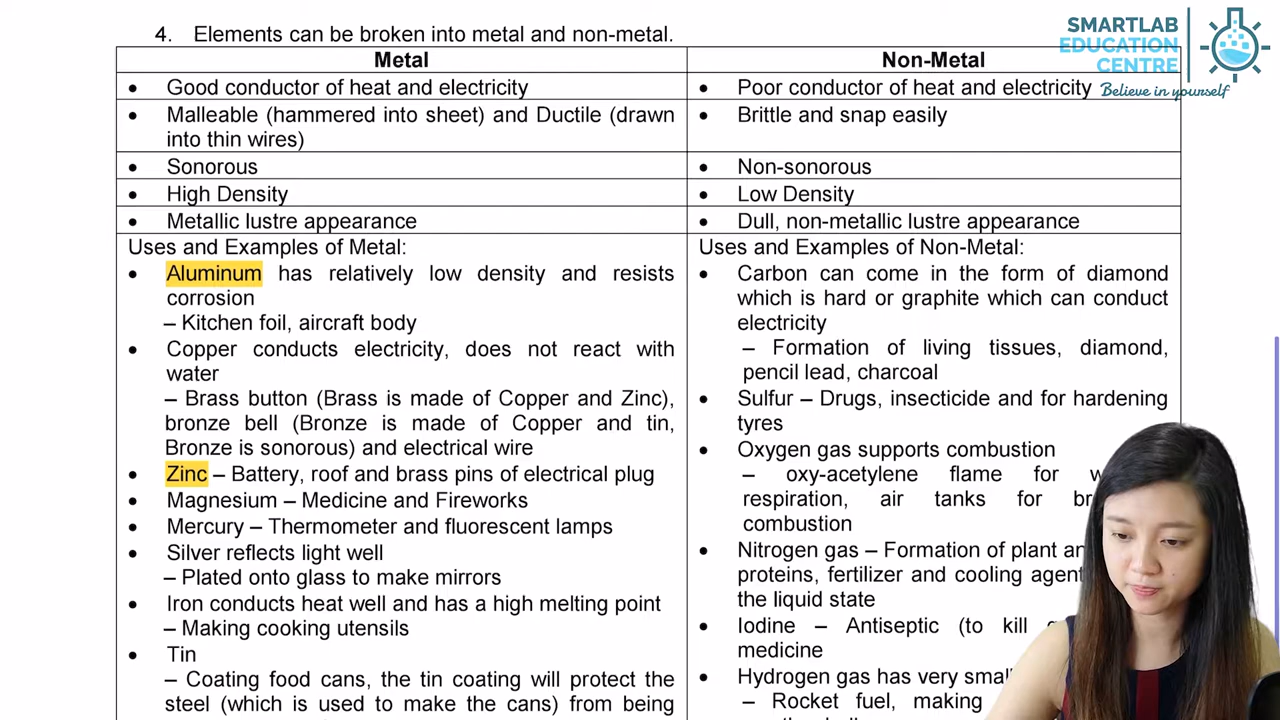 SMARTLAB
EDUCATION
CENTRE
Believe in yourself
4. Elements can be broken into metal and non-metal.
Metal
Non-Metal
• Good conductor of heat and electricity
• Poor conductor of heat and electricity
• Malleable (hammered into sheet) and Ductile (drawn
into thin wires)
• Brittle and snap easily
• Sonorous
• Non-sonorous
• High Density
• Low Density
• Metallic lustre appearance
• Dull, non-metallic lustre appearance
Uses and Examples of Metal:
• Aluminum has relatively low density and resists
corrosion
– Kitchen foil, aircraft body
• Copper conducts electricity, does not react with
water
– Brass button (Brass is made of Copper and Zinc),
bronze bell (Bronze is made of Copper and tin,
Bronze is sonorous) and electrical wire
• Zinc – Battery, roof and brass pins of electrical plug
• Magnesium – Medicine and Fireworks
• Mercury – Thermometer and fluorescent lamps
• Silver reflects light well
– Plated onto glass to make mirrors
• Iron conducts heat well and has a high melting point
– Making cooking utensils
• Tin
– Coating food cans, the tin coating will protect the
steel (which is used to make the cans) from being
Uses and Examples of Non-Metal:
• Carbon can come in the form of diamond
which is hard or graphite which can conduct
electricity
– Formation of living tissues, diamond,
pencil lead, charcoal
• Sulfur – Drugs, insecticide and for hardening
tyres
• Oxygen gas supports combustion
– oxy-acetylene flame for
respiration, air tanks for
combustion
• Nitrogen gas – Formation of plant
proteins, fertilizer and cooling agent
the liquid state
• Iodine – Antiseptic (to kill
medicine
• Hydrogen gas has very
– Rocket fuel, making